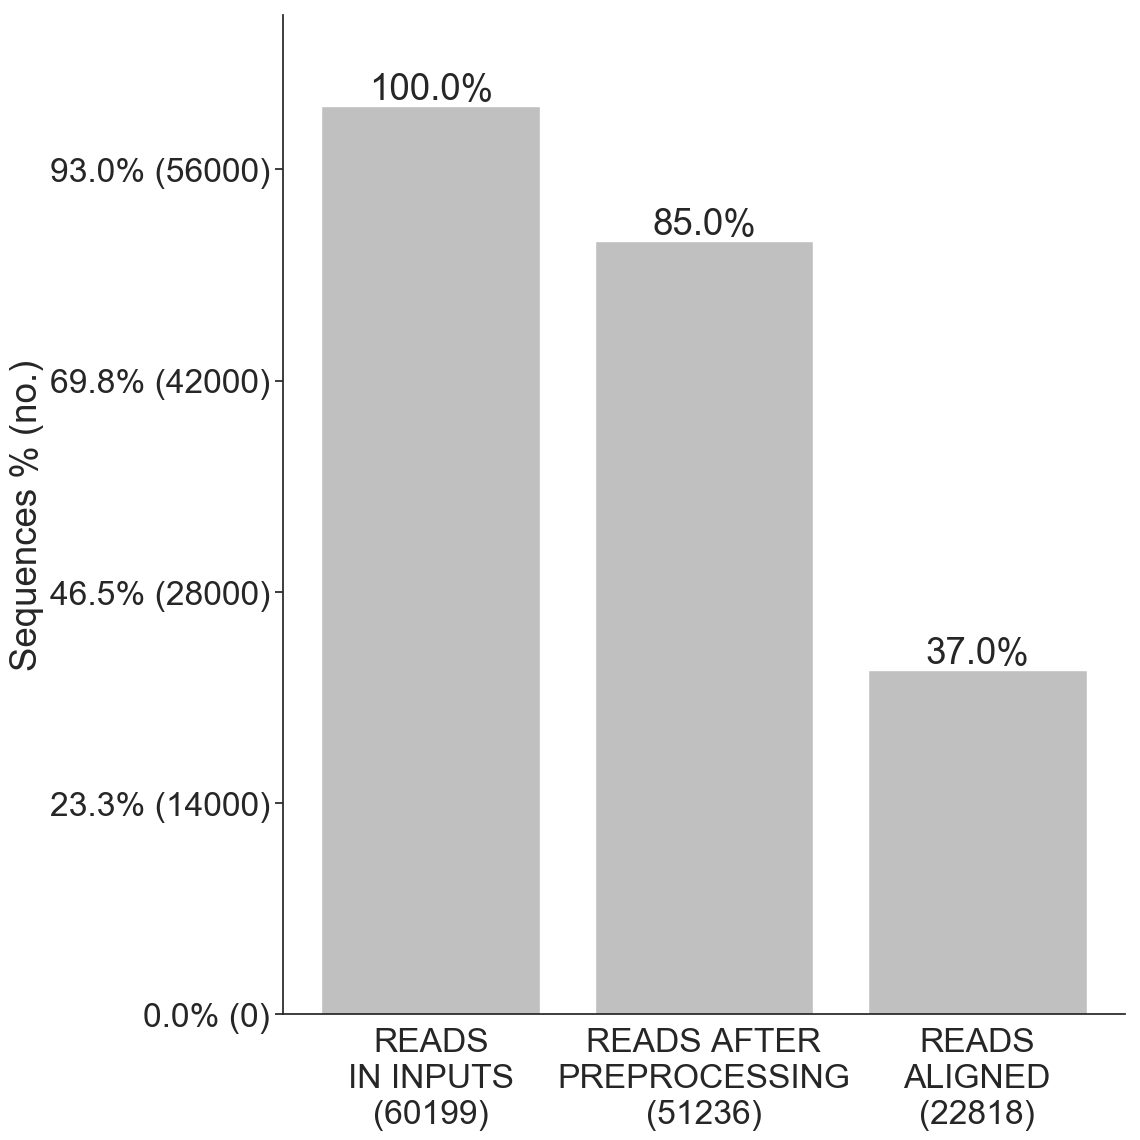 100.0%
93.0% (56000)
85.0%
69.8% (42000)
Sequences % (no.)
46.5% (28000)
37.0%
23.3% (14000)
0.0% (0)
READS
IN INPUTS
(60199)
READS AFTER
PREPROCESSING
(51236)
READS
ALIGNED
(22818)